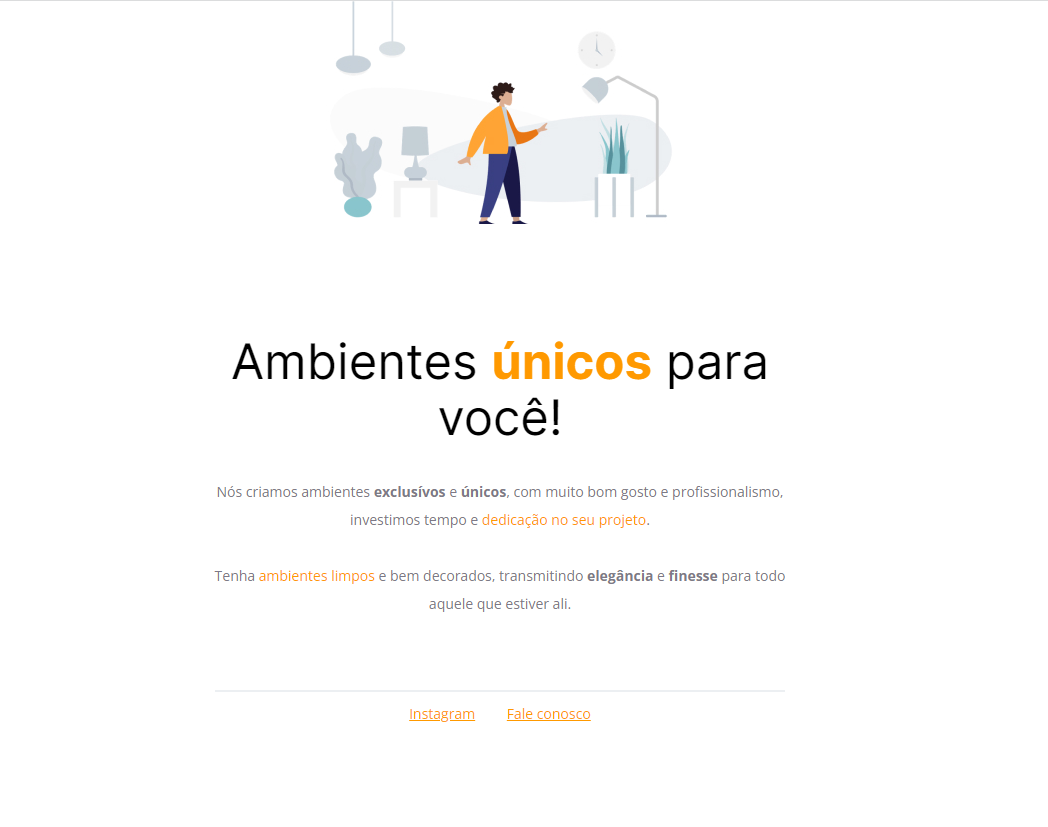 Ambientes únicos para
você!
Nós criamos ambientes exclusívos e únicos, com muito bom gosto e profissionalismo,
investimos tempo e dedicação no seu projeto.
Tenha ambientes limpos e bem decorados, transmitindo elegância e finesse para todo
aquele que estiver ali.
Instagram Fale conosco